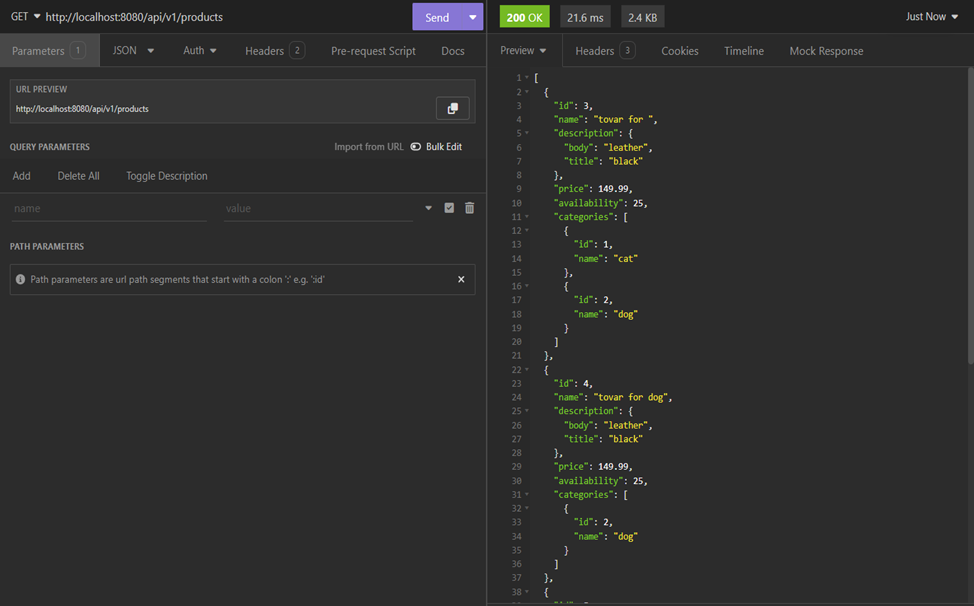 GET http://localhost:8080/api/v1/products
Send
Parameters 1
JSON
Auth
Headers 2
Pre-request Script
Docs
URL PREVIEW
http://localhost:8080/api/v1/products
QUERY PARAMETERS
Import from URL
Bulk Edit
Add
Delete All
Toggle Description
name
value
PATH PARAMETERS
Path parameters are url path segments that start with a colon ':' e.g. ':id'
200 OK
21.6 ms
2.4 KB
Just Now
Preview
Headers 3
Cookies
Timeline
Mock Response
1 [
2 {
3 "id": 3,
4 "name": "tovar for ",
5 "description": {
6 "body": "leather",
7 "title": "black"
8 },
9 "price": 149.99,
10 "availability": 25,
11 "categories": [
12 {
13 "id": 1,
14 "name": "cat"
15 },
16 {
17 "id": 2,
18 "name": "dog"
19 }
20 ]
21 },
22 {
23 "id": 4,
24 "name": "tovar for dog",
25 "description": {
26 "body": "leather",
27 "title": "black"
28 },
29 "price": 149.99,
30 "availability": 25,
31 "categories": [
32 {
33 "id": 2,
34 "name": "dog"
35 }
36 ]
37 },
38 {